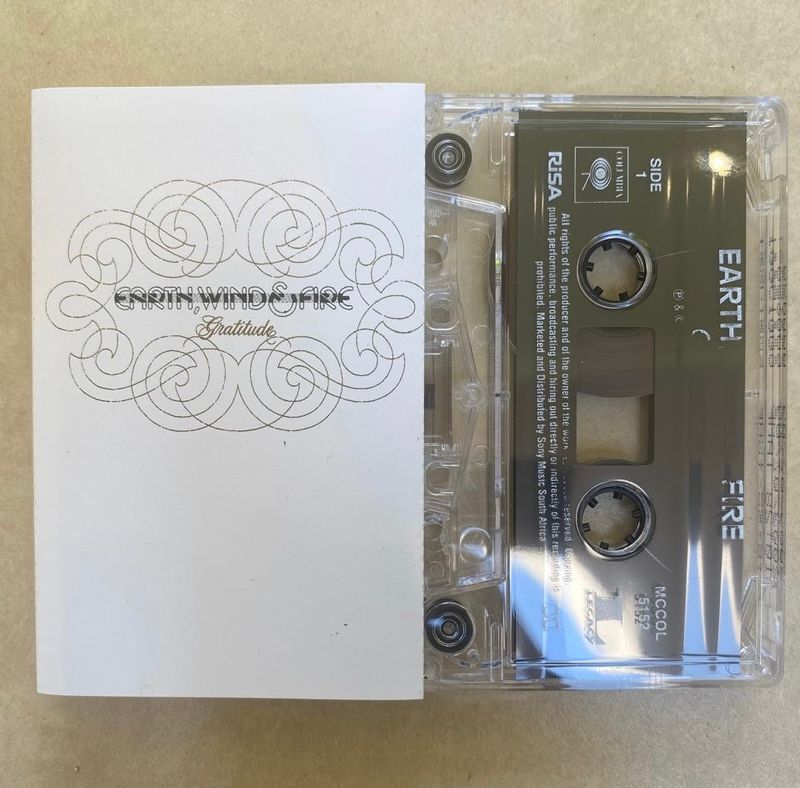 EARTH, WIND & FIRE
Gratitude
SIDE
1
COLUMBIA
RiSA
EARTH
FIRE
℗ & ©
All rights of the producer and of the owner of the work
reserved
public performance, broadcasting and hiring out directly or indirectly of this recording is
prohibited. Marketed and Distributed by Sony Music South Africa
LEGACY
MCCOL
5152